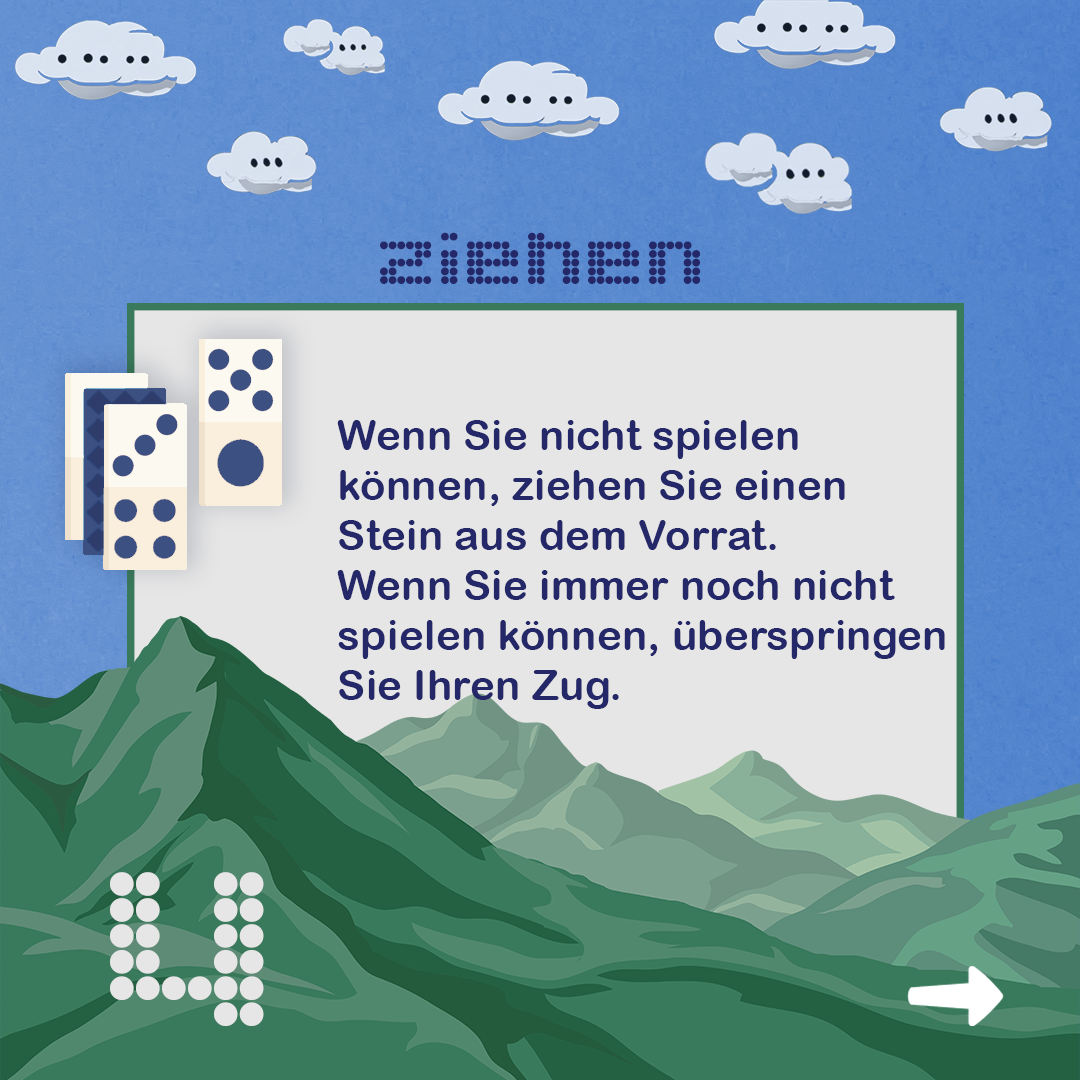 ziehen
Wenn Sie nicht spielen
können, ziehen Sie einen
Stein aus dem Vorrat.
Wenn Sie immer noch nicht
spielen können, überspringen
Sie Ihren Zug.
4